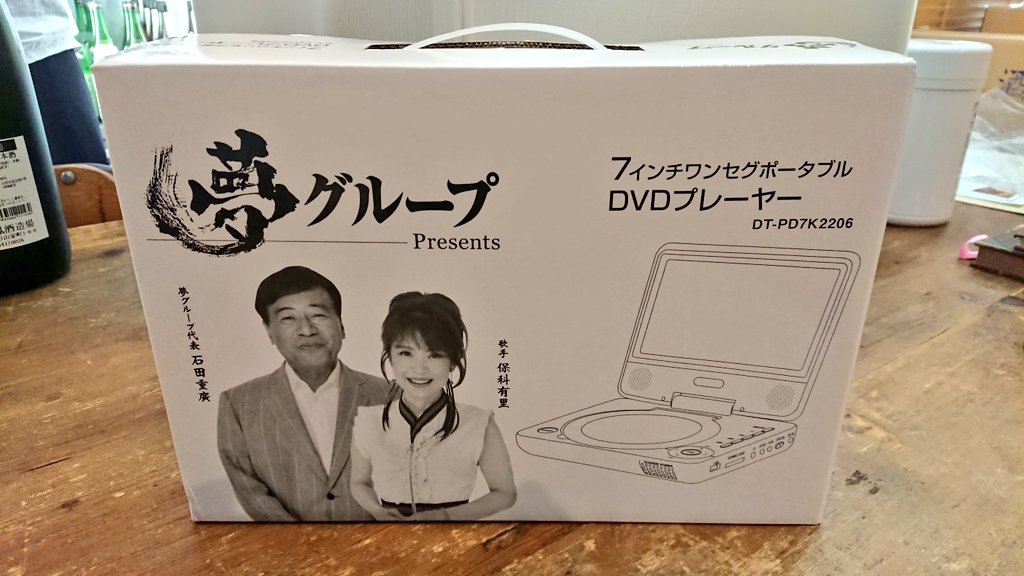 夢グループ
Presents
夢グループ代表 石田重廣
歌手 保科有里
7インチワンセグポータブル
DVDプレーヤー
DT-PD7K2206